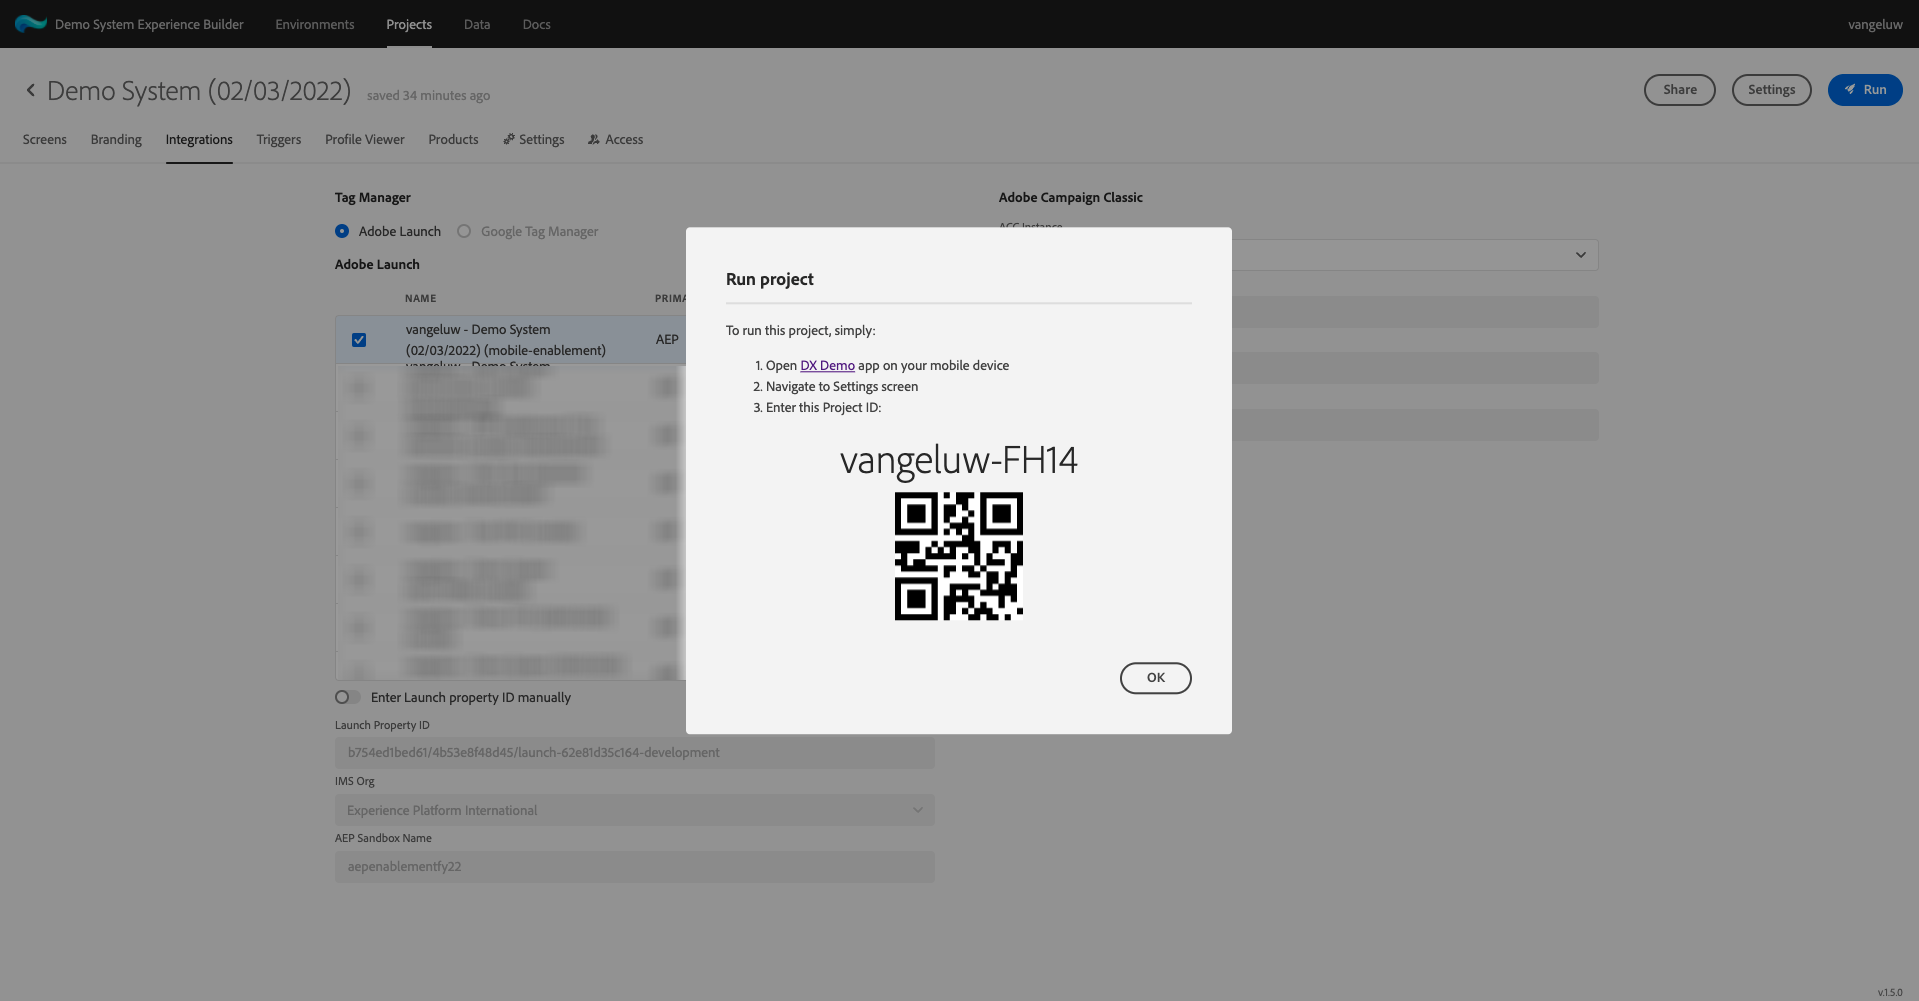 Demo System Experience Builder Environments Projects Data Docs vangeluw
Demo System (02/03/2022) saved 34 minutes ago Share Settings Run
Screens Branding Integrations Triggers Profile Viewer Products Settings Access
Tag Manager
Adobe Launch Google Tag Manager
Adobe Launch
NAME
vangeluw - Demo System
(02/03/2022) (mobile-enablement)
AEP
vangeluw - Demo System
Enter Launch property ID manually
Launch Property ID
b754ed1bed61/4b53e8f48d45/launch-62e81d35c164-development
IMS Org
Experience Platform International
AEP Sandbox Name
aepenablementfy22
Adobe Campaign Classic
ACC Instance
Run project
To run this project, simply:
1. Open DX Demo app on your mobile device
2. Navigate to Settings screen
3. Enter this Project ID:
vangeluw-FH14
OK
v.1.5.0